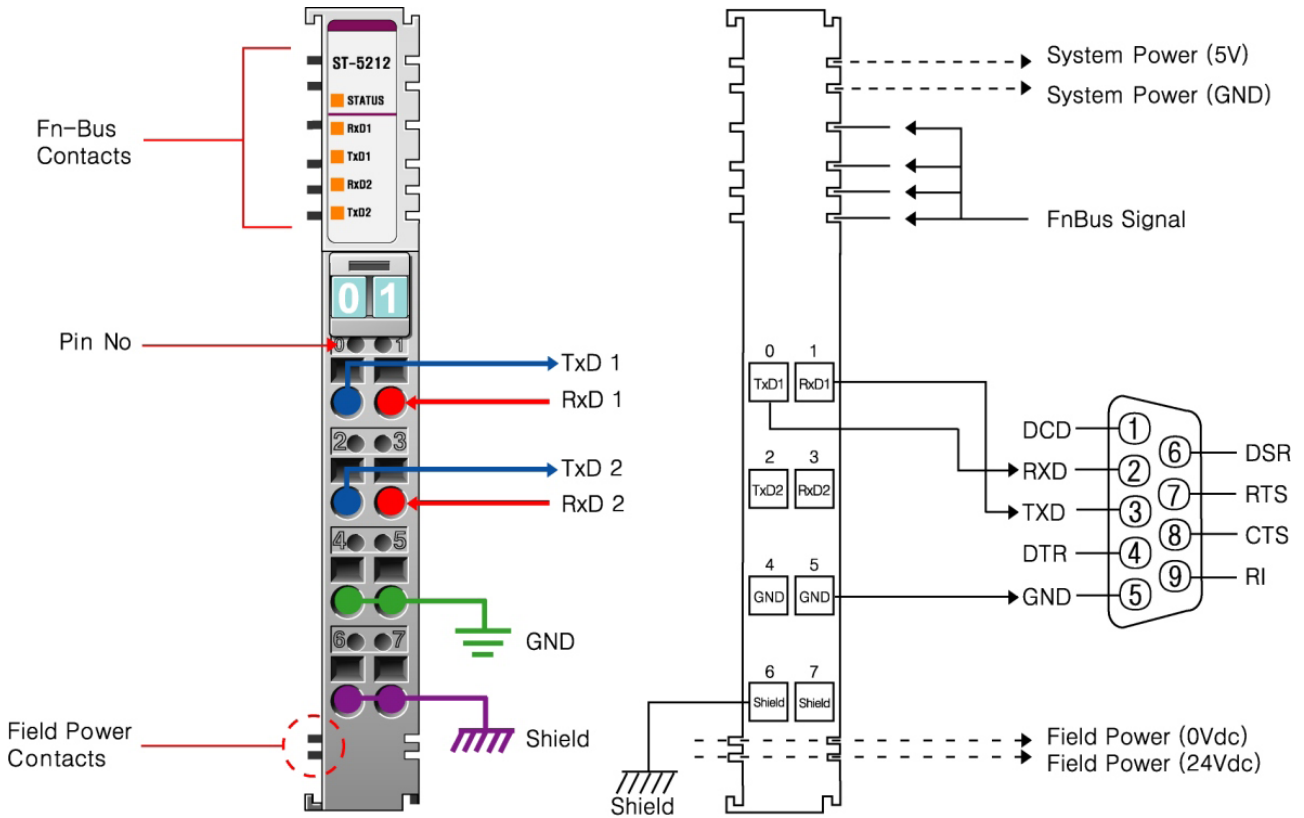 ST-5212
STATUS
RxD1
TxD1
RxD2
TxD2
Fn-Bus
Contacts
01
Pin No
0 1
TxD 1
RxD 1
2 3
TxD 2
RxD 2
4 5
GND
6 7
Shield
Field Power
Contacts
System Power (5V)
System Power (GND)
FnBus Signal
0 1
TxD1 RxD1
2 3
TxD2 RxD2
4 5
GND GND
6 7
Shield Shield
Shield
DCD 1
RXD 2
TXD 3
DTR 4
GND 5
6 DSR
7 RTS
8 CTS
9 RI
Field Power (0Vdc)
Field Power (24Vdc)